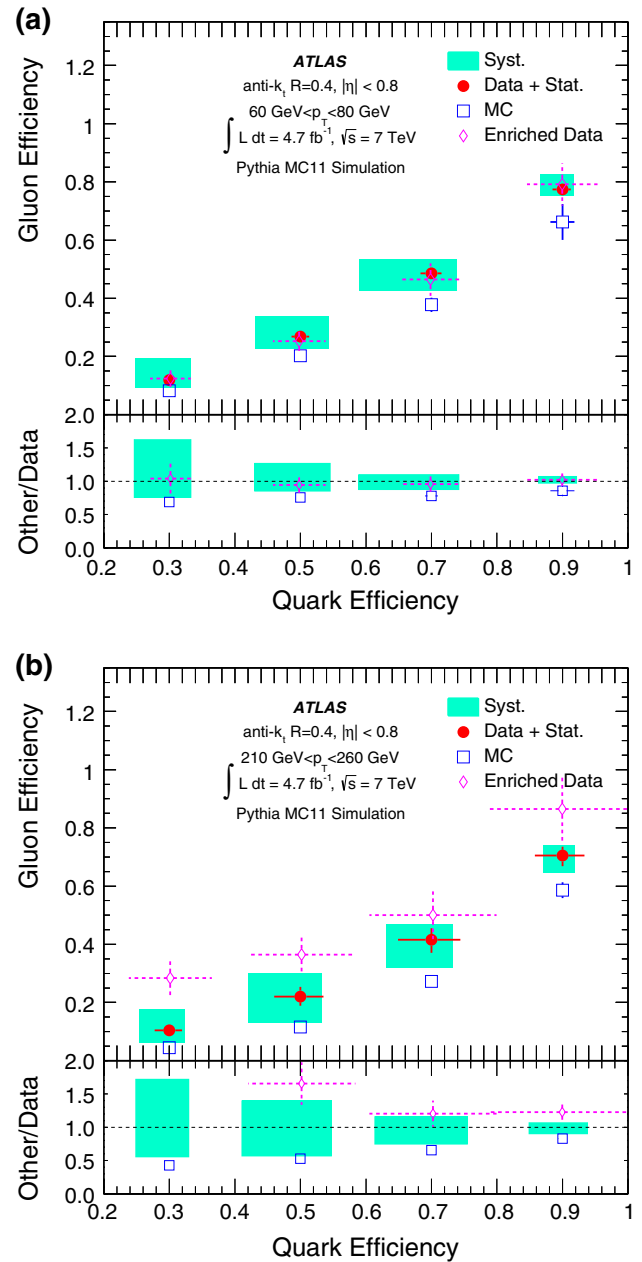 (a)
ATLAS
anti-k_t R=0.4, |η| < 0.8
60 GeV<p_T<80 GeV
∫ L dt = 4.7 fb^-1, √s = 7 TeV
Pythia MC11 Simulation
Syst.
Data + Stat.
MC
Enriched Data
Gluon Efficiency
1.2
1
0.8
0.6
0.4
0.2
Other/Data
2.0
1.5
1.0
0.5
0.0
0.2 0.3 0.4 0.5 0.6 0.7 0.8 0.9 1
Quark Efficiency
(b)
ATLAS
anti-k_t R=0.4, |η| < 0.8
210 GeV<p_T<260 GeV
∫ L dt = 4.7 fb^-1, √s = 7 TeV
Pythia MC11 Simulation
Syst.
Data + Stat.
MC
Enriched Data
Gluon Efficiency
1.2
1
0.8
0.6
0.4
0.2
Other/Data
2.0
1.5
1.0
0.5
0.0
0.2 0.3 0.4 0.5 0.6 0.7 0.8 0.9 1
Quark Efficiency